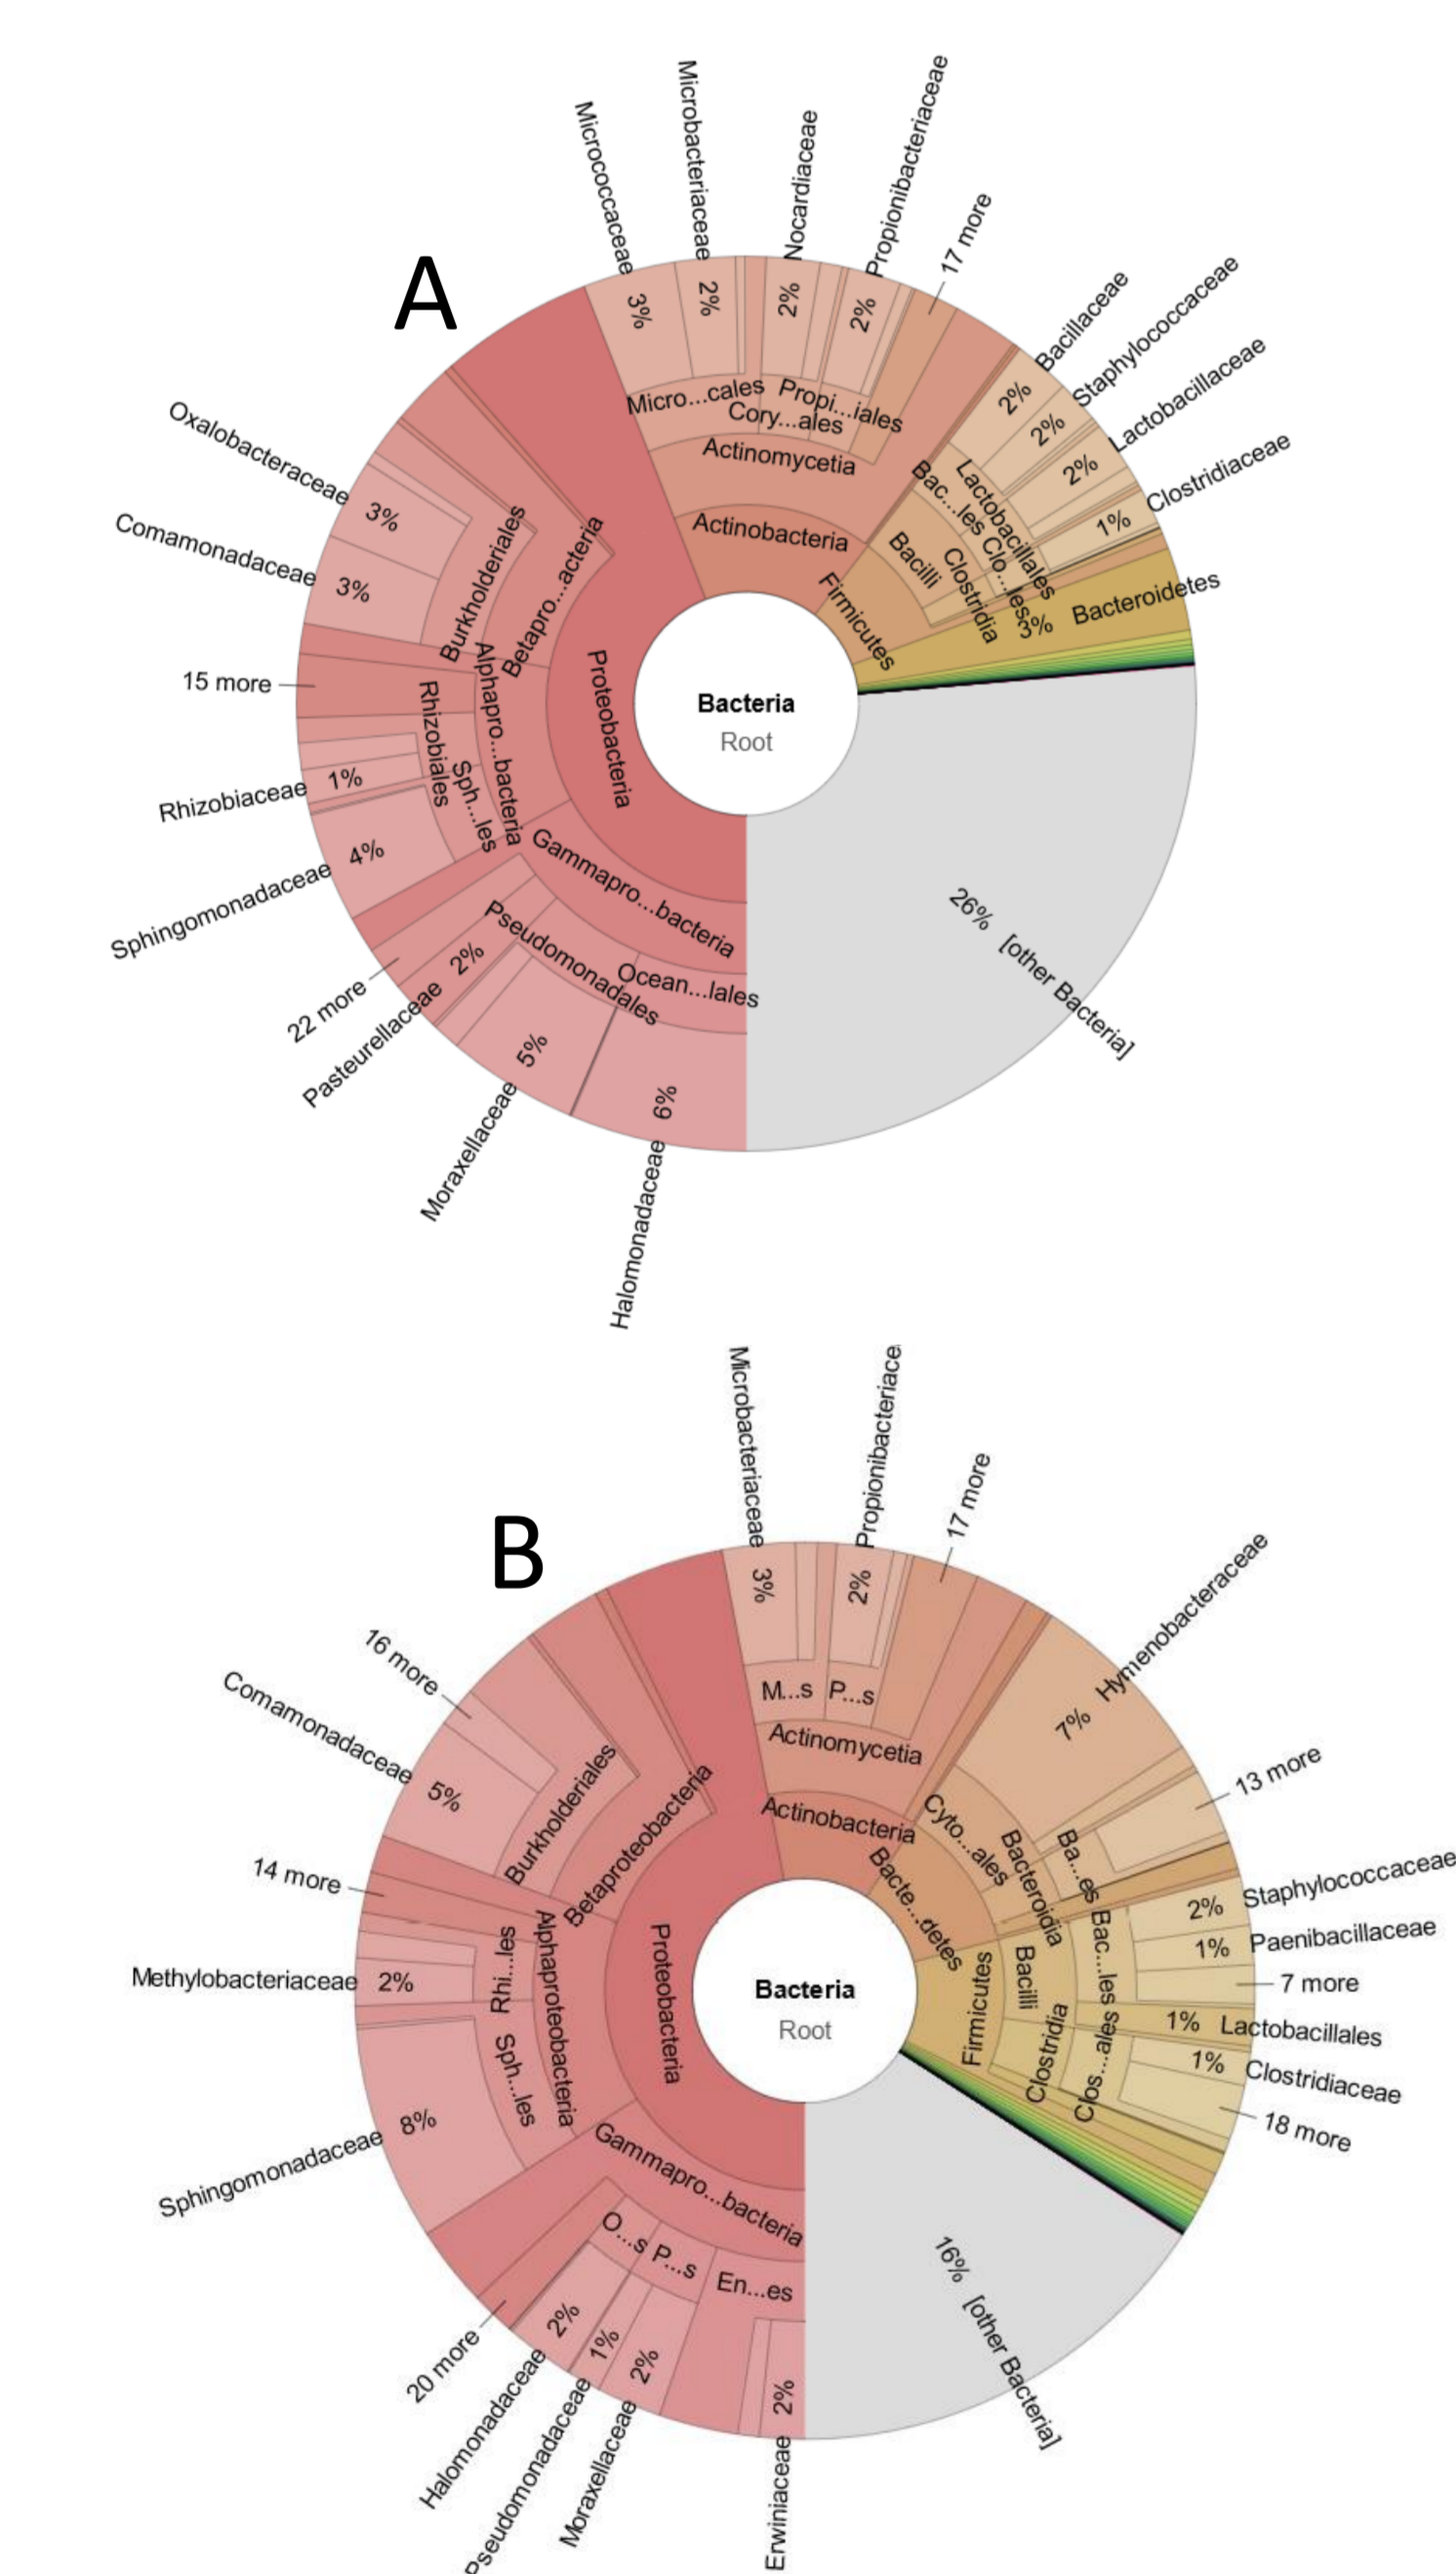 A
Micrococcaceae
3%
Microbacteriaceae
2%
Nocardiaceae
2%
Propionibacteriaceae
2%
17 more
Bacillaceae
2%
Staphylococcaceae
2%
Lactobacillaceae
2%
Clostridiaceae
1%
Bacteroidetes
3%
Micro...cales
Propi...iales
Cory...ales
Actinomycetia
Actinobacteria
Bac...les
Lactobacillales
Clo...les
Bacilli
Clostridia
Firmicutes
Oxalobacteraceae
3%
Comamonadaceae
3%
Burkholderiales
Betapro...acteria
15 more
Rhizobiales
Alphapro...bacteria
Proteobacteria
Rhizobiaceae
1%
Sph...les
Sphingomonadaceae
4%
Bacteria
Root
Gammapro...bacteria
Pseudomonadales
Ocean...lales
22 more
Pasteurellaceae
2%
Moraxellaceae
5%
Halomonadaceae
6%
26% [other Bacteria]
B
Microbacteriaceae
3%
Propionibacteriace
2%
17 more
Hymenobacteraceae
7%
13 more
M...s
P...s
Actinomycetia
Actinobacteria
Cyto...ales
Bacteroidia
Ba...es
Bacte...detes
Staphylococcaceae
2%
Paenibacillaceae
1%
7 more
Lactobacillales
1%
Clostridiaceae
1%
18 more
Bac...les
Bacilli
Firmicutes
Clostridia
Clos...ales
16 more
Comamonadaceae
5%
Burkholderiales
Betaproteobacteria
14 more
Methylobacteriaceae
2%
Rhi...les
Alphaproteobacteria
Proteobacteria
Sph...les
Sphingomonadaceae
8%
Bacteria
Root
Gammapro...bacteria
O...s
P...s
En...es
20 more
Halomonadaceae
2%
Pseudomonadaceae
1%
Moraxellaceae
2%
Erwiniaceae
2%
16% [other Bacteria]